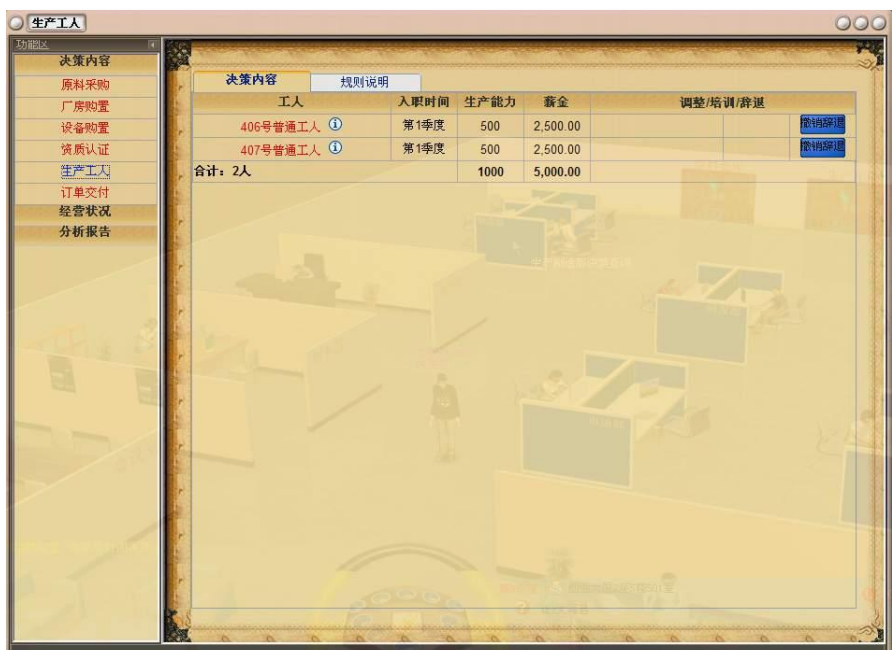 生产工人
功能区
决策内容
原料采购
厂房购置
设备购置
资质认证
生产工人
订单交付
经营状况
分析报告
决策内容 规则说明
工人 入职时间 生产能力 薪金 调整/培训/辞退
406号普通工人 第1季度 500 2,500.00 撤销辞退
407号普通工人 第1季度 500 2,500.00 撤销辞退
合计：2人 1000 5,000.00